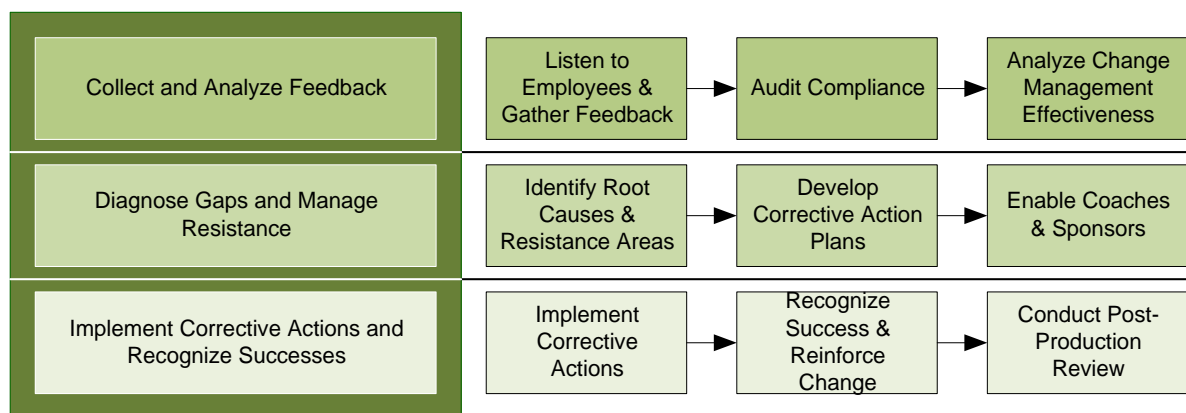 Collect and Analyze Feedback
Listen to
Employees &
Gather Feedback
Audit Compliance
Analyze Change
Management
Effectiveness
Diagnose Gaps and Manage
Resistance
Identify Root
Causes &
Resistance Areas
Develop
Corrective Action
Plans
Enable Coaches
& Sponsors
Implement Corrective Actions and
Recognize Successes
Implement
Corrective
Actions
Recognize
Success &
Reinforce
Change
Conduct Post-
Production
Review